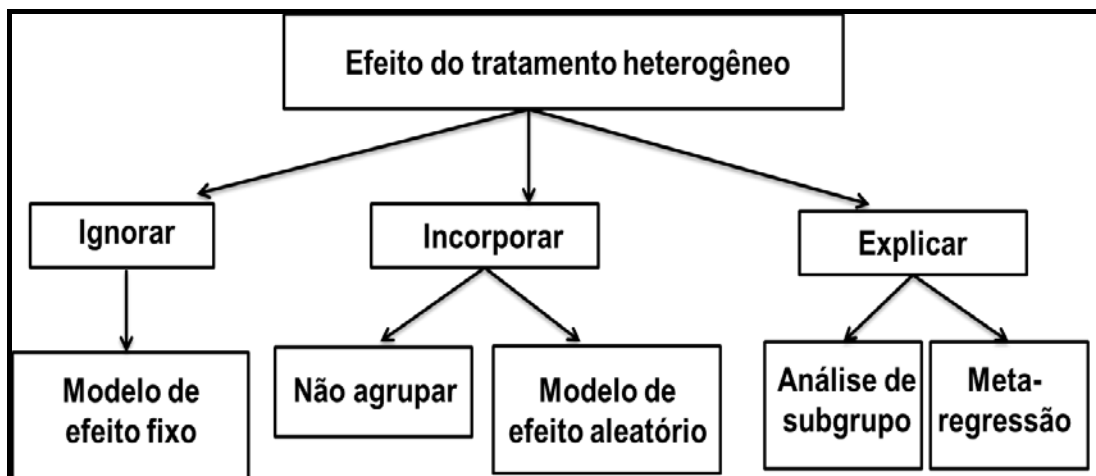 Efeito do tratamento heterogêneo
Ignorar
Incorporar
Explicar
Modelo de
efeito fixo
Não agrupar
Modelo de
efeito aleatório
Análise de
subgrupo
Meta-
regressão